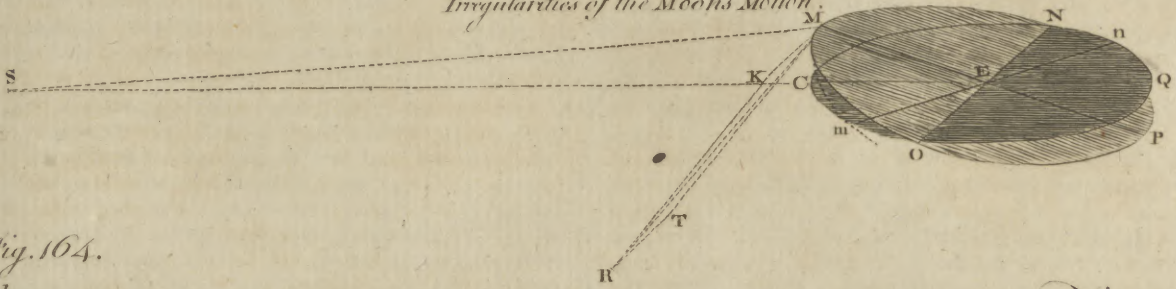 Irregularities of the Moons Motion.
M
N
n
S
K
C
E
Q
m
O
P
T
Fig. 164.
R